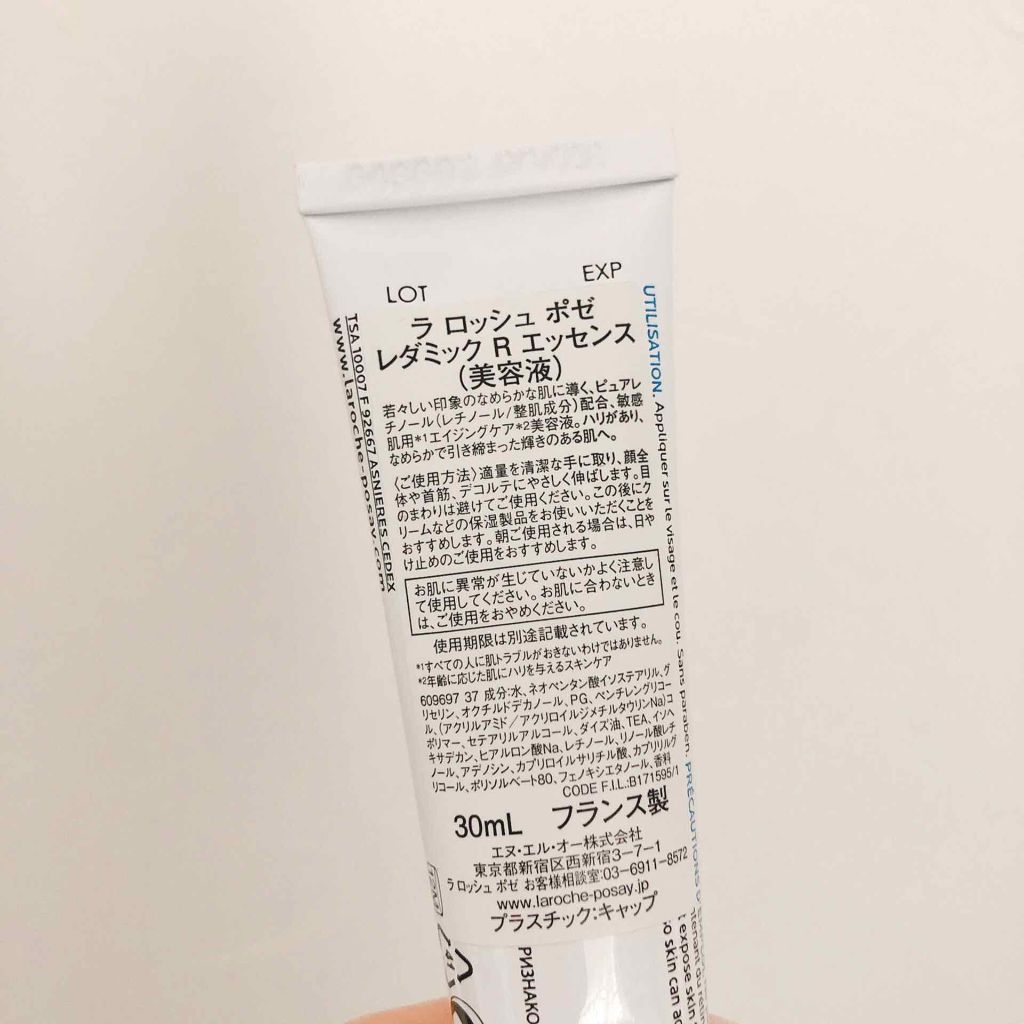 LOT
EXP
ラ ロッシュ ポゼ
レダミック R エッセンス
(美容液)
若々しい印象のなめらかな肌に導く、ピュアレ
チノール(レチノール/整肌成分)配合、敏感
肌用*1エイジングケア*2美容液。ハリがあり、
なめらかで引き締まった輝きのある肌へ。
〈ご使用方法〉適量を清潔な手に取り、顔全
体や首筋、デコルテにやさしく伸ばします。目
のまわりは避けてご使用ください。この後にク
リームなどの保湿製品をお使いいただくことを
おすすめします。朝ご使用される場合は、日や
け止めのご使用をおすすめします。
お肌に異常が生じていないかよく注意し
て使用してください。お肌に合わないとき
は、ご使用をおやめください。
使用期限は別途記載されています。
*1すべての人に肌トラブルがおきないわけではありません。
*2年齢に応じた肌にハリを与えるスキンケア
609697 37 成分:水、ネオペンタン酸イソステアリル、グ
リセリン、オクチルドデカノール、PG、ペンチレングリコー
ル、(アクリルアミド/アクリロイルジメチルタウリンNa)コ
ポリマー、セテアリルアルコール、ダイズ油、TEA、イソヘ
キサデカン、ヒアルロン酸Na、レチノール、リノール酸レチ
ノール、アデノシン、カプリロイルサリチル酸、カプリリルグ
リコール、ポリソルベート80、フェノキシエタノール、香料
CODE F.I.L.:B171595/1
30mL フランス製
エヌ・エル・オー株式会社
東京都新宿区西新宿3-7-1
ラ ロッシュ ポゼ お客様相談室:03-6911-8572
www.laroche-posay.jp
プラスチック:キャップ
TSA 10007 F 92667 ASNIERES CEDEX
www.laroche-posay.com
UTILISATION. Appliquer sur le visage et le cou. Sans paraben. PRÉCAUTIONS
t expose skin
o skin can
РИЗНАКО